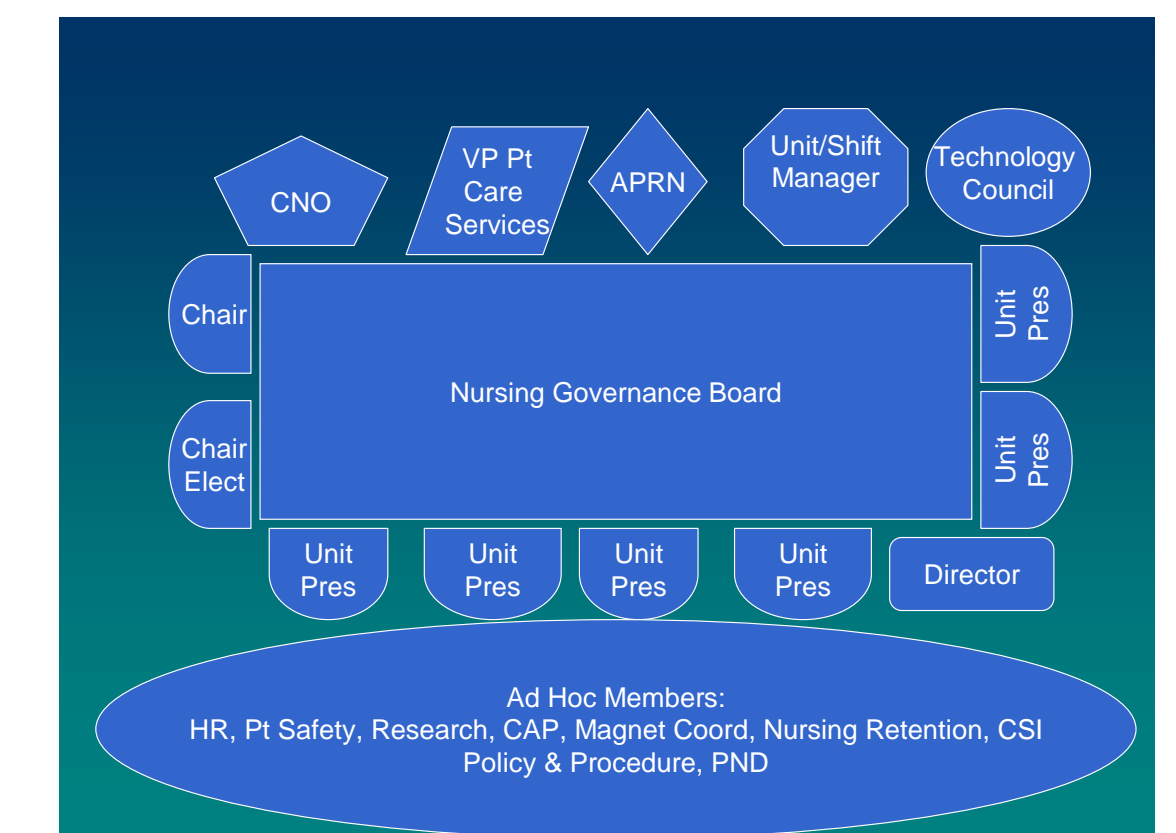 CNO
VP Pt
Care
Services
APRN
Unit/Shift
Manager
Technology
Council
Chair
Unit
Pres
Nursing Governance Board
Chair
Elect
Unit
Pres
Unit
Pres
Unit
Pres
Unit
Pres
Unit
Pres
Director
Ad Hoc Members:
HR, Pt Safety, Research, CAP, Magnet Coord, Nursing Retention, CSI
Policy & Procedure, PND